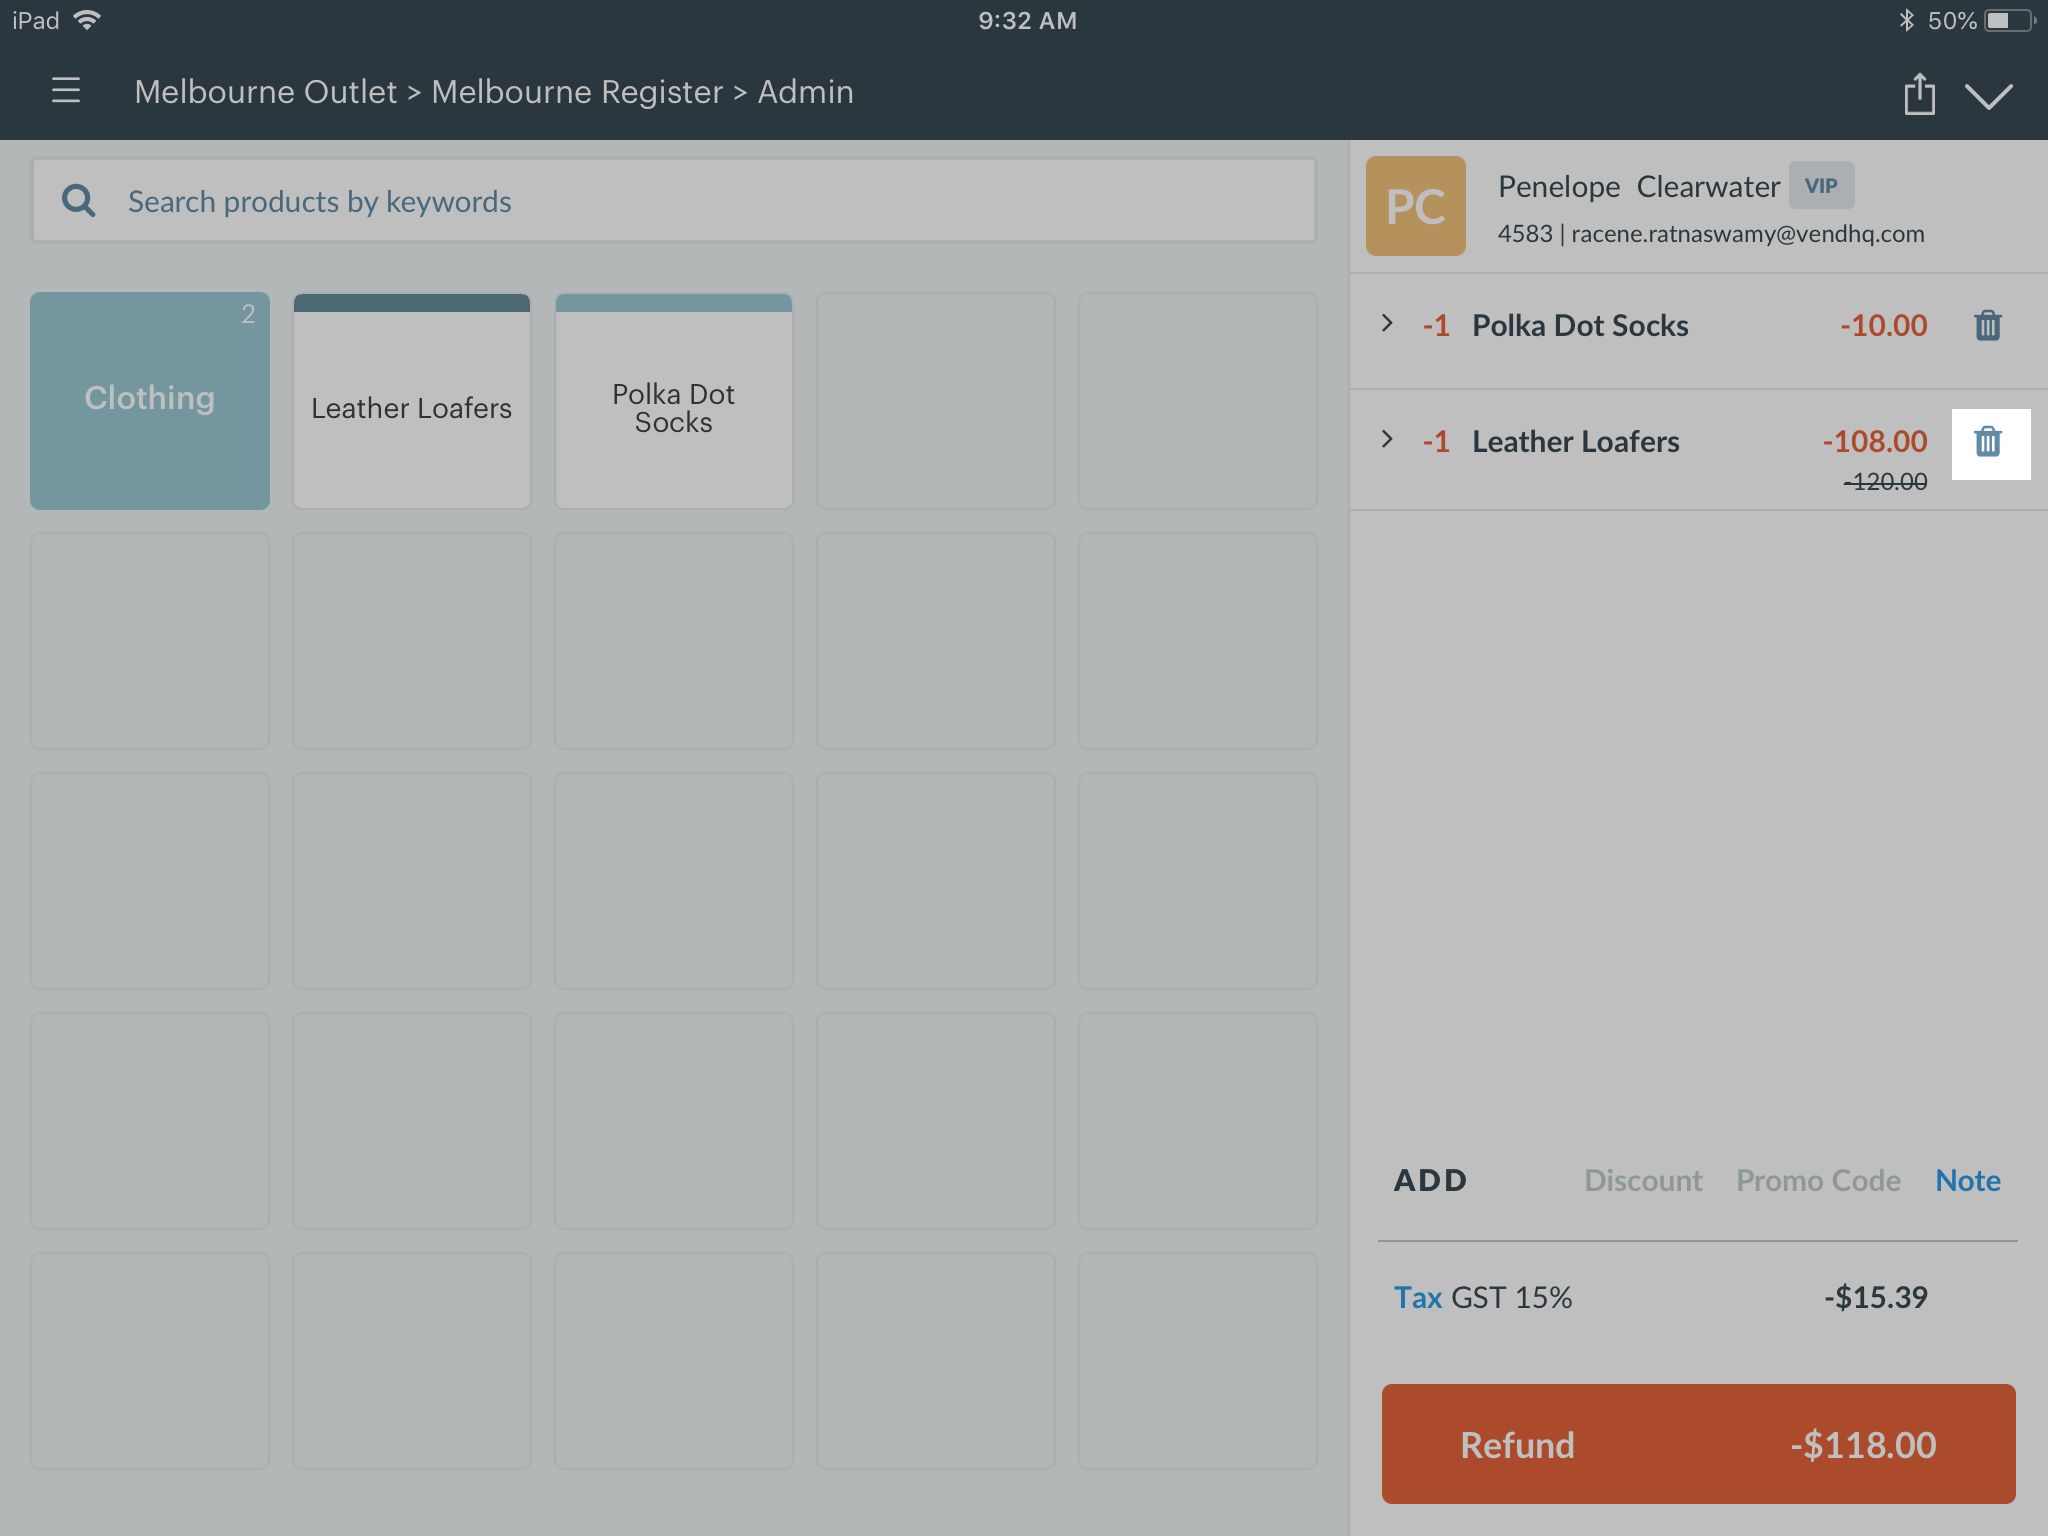 iPad 9:32 AM 50%
Melbourne Outlet > Melbourne Register > Admin
Search products by keywords
2
Clothing
Leather Loafers
Polka Dot
Socks
PC
Penelope Clearwater VIP
4583 | racene.ratnaswamy@vendhq.com
-1 Polka Dot Socks -10.00
-1 Leather Loafers -108.00
-120.00
ADD Discount Promo Code Note
Tax GST 15% -$15.39
Refund -$118.00